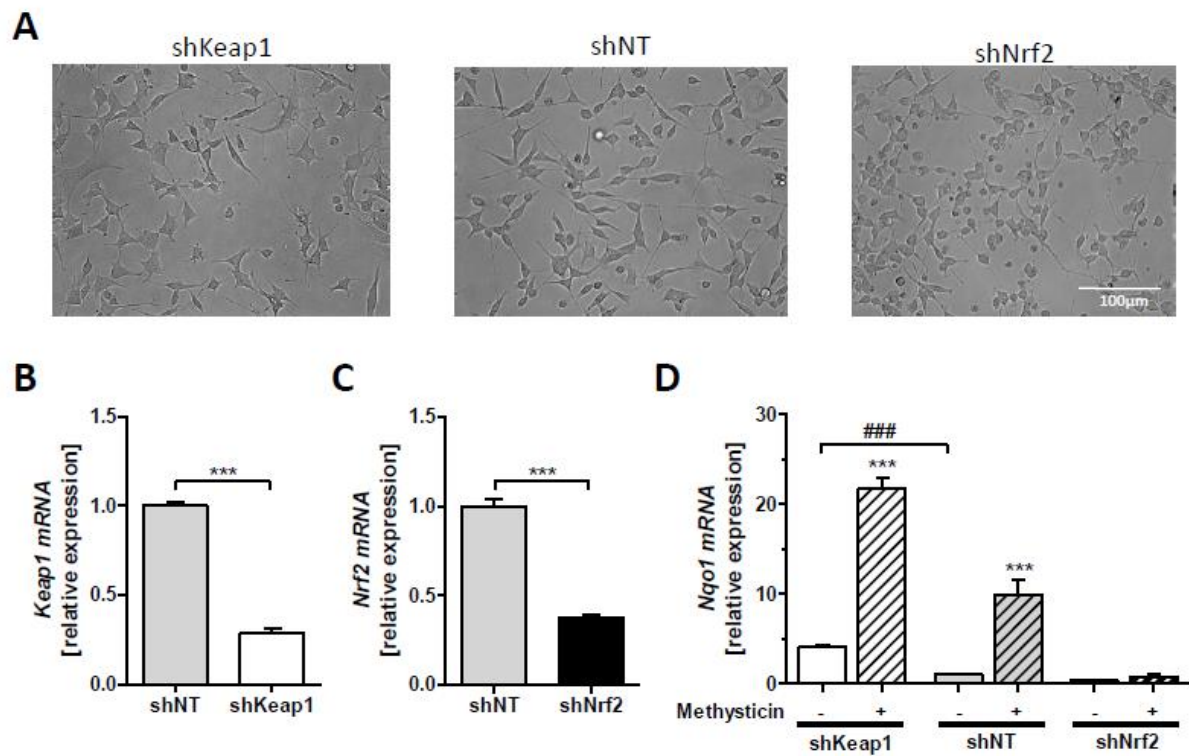 A
shKeap1
shNT
shNrf2
100µm
B
Keap1 mRNA
[relative expression]
1.5
1.0
0.5
0.0
***
shNT
shKeap1
C
Nrf2 mRNA
[relative expression]
1.5
1.0
0.5
0.0
***
shNT
shNrf2
D
Nqo1 mRNA
[relative expression]
30
20
10
0
###
***
***
Methysticin - + - + - +
shKeap1 shNT shNrf2